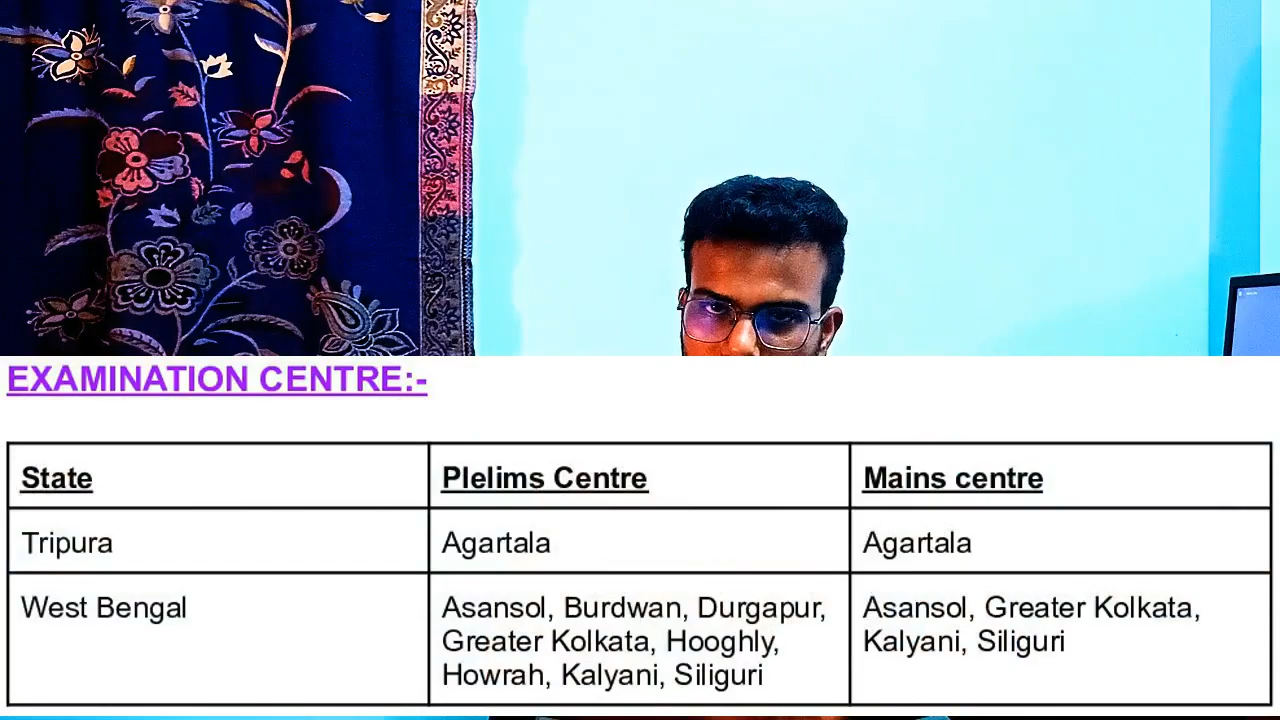 EXAMINATION CENTRE:-
State Plelims Centre Mains centre
Tripura Agartala Agartala
West Bengal Asansol, Burdwan, Durgapur, Asansol, Greater Kolkata,
Greater Kolkata, Hooghly, Kalyani, Siliguri
Howrah, Kalyani, Siliguri